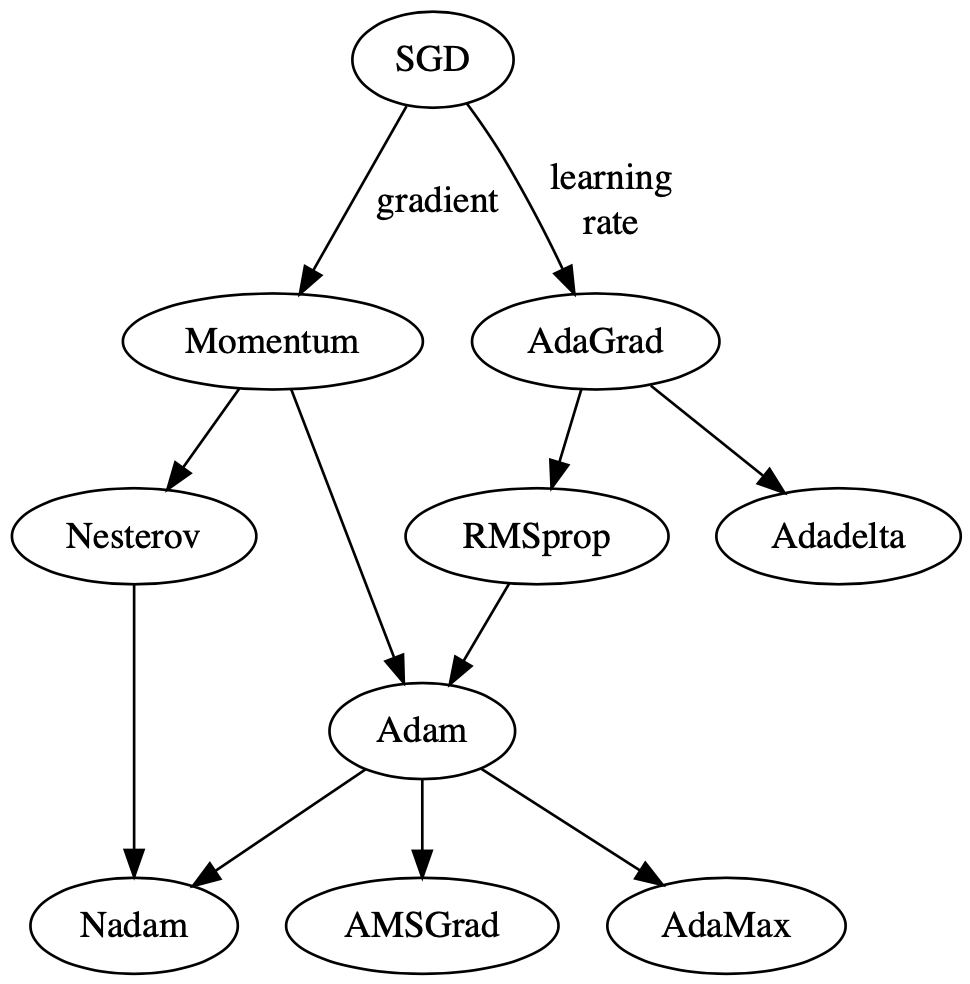 SGD
gradient
learning
rate
Momentum
AdaGrad
Nesterov
RMSprop
Adadelta
Adam
Nadam
AMSGrad
AdaMax